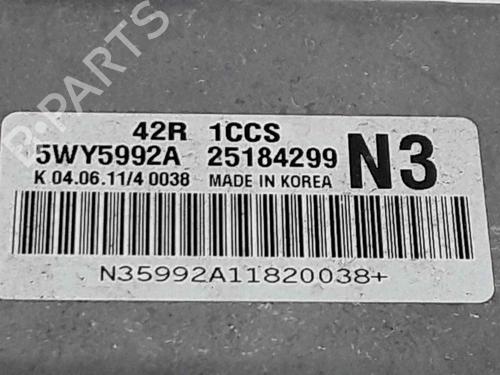 B-PARTS
42R 1CCS
5WY5992A 25184299 N3
K 04.06.11/4 0038 MADE IN KOREA
N35992A11820038+